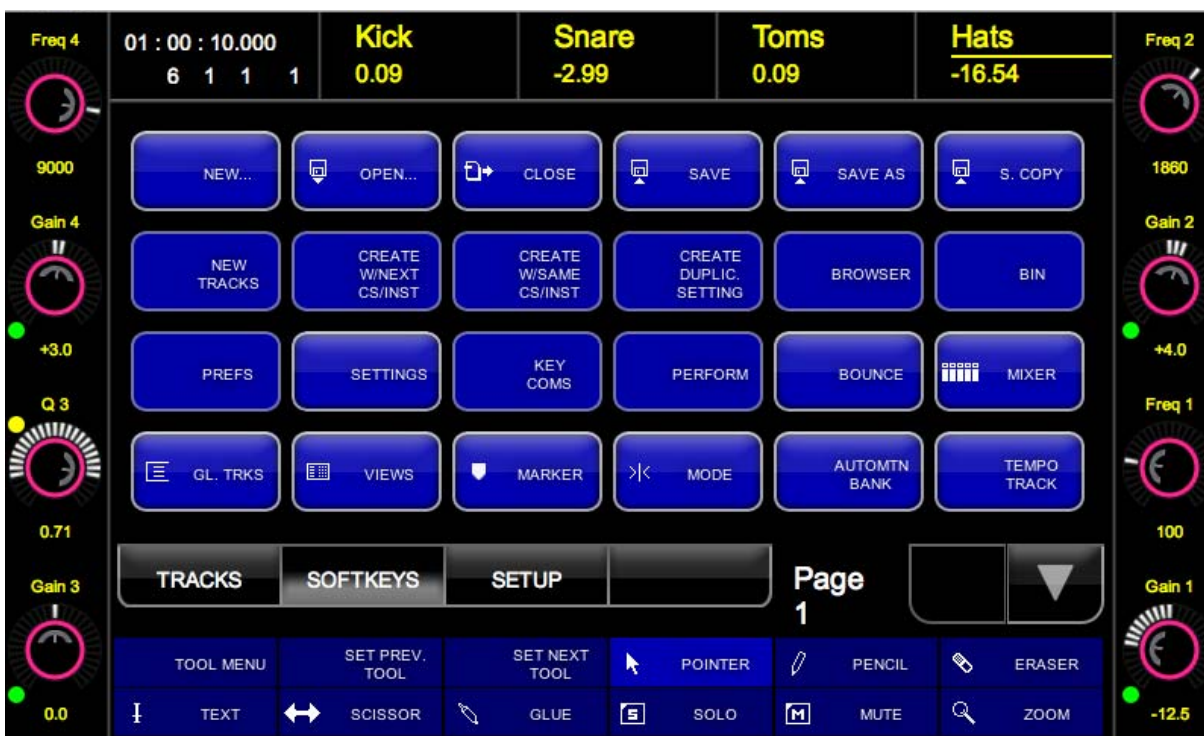 Freq 4
9000
Gain 4
+3.0
Q 3
0.71
Gain 3
0.0
01 : 00 : 10.000
6 1 1 1
Kick
0.09
Snare
-2.99
Toms
0.09
Hats
-16.54
NEW...
OPEN...
CLOSE
SAVE
SAVE AS
S. COPY
NEW
TRACKS
CREATE
W/NEXT
CS/INST
CREATE
W/SAME
CS/INST
CREATE
DUPLIC.
SETTING
BROWSER
BIN
PREFS
SETTINGS
KEY
COMS
PERFORM
BOUNCE
MIXER
GL. TRKS
VIEWS
MARKER
MODE
AUTOMTN
BANK
TEMPO
TRACK
TRACKS
SOFTKEYS
SETUP
Page
1
TOOL MENU
SET PREV.
TOOL
SET NEXT
TOOL
POINTER
PENCIL
ERASER
TEXT
SCISSOR
GLUE
S
SOLO
M
MUTE
ZOOM
Freq 2
1860
Gain 2
+4.0
Freq 1
100
Gain 1
-12.5